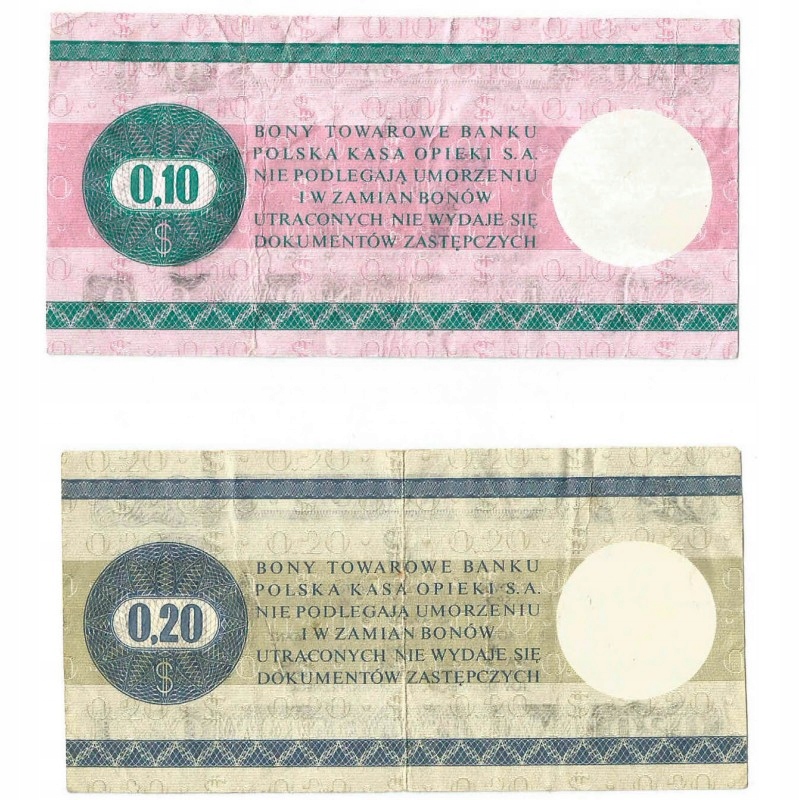 BONY TOWAROWE BANKU
POLSKA KASA OPIEKI S.A.
NIE PODLEGAJĄ UMORZENIU
I W ZAMIAN BONÓW
UTRACONYCH NIE WYDAJE SIĘ
DOKUMENTÓW ZASTĘPCZYCH
0,10
$
BONY TOWAROWE BANKU
POLSKA KASA OPIEKI S.A.
NIE PODLEGAJĄ UMORZENIU
I W ZAMIAN BONÓW
UTRACONYCH NIE WYDAJE SIĘ
DOKUMENTÓW ZASTĘPCZYCH
0,20
$